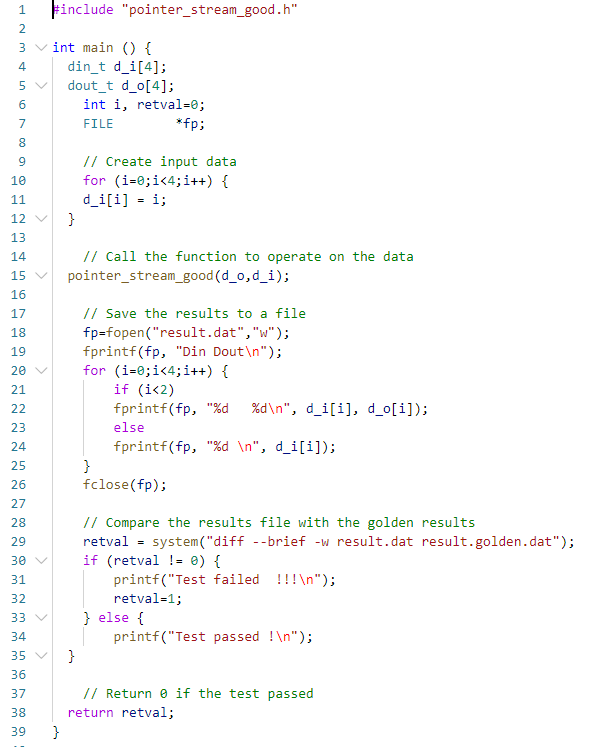 1 #include "pointer_stream_good.h"
2
3 int main () {
4 din_t d_i[4];
5 dout_t d_o[4];
6 int i, retval=0;
7 FILE *fp;
8
9 // Create input data
10 for (i=0;i<4;i++) {
11 d_i[i] = i;
12 }
13
14 // Call the function to operate on the data
15 pointer_stream_good(d_o,d_i);
16
17 // Save the results to a file
18 fp=fopen("result.dat","w");
19 fprintf(fp, "Din Dout\n");
20 for (i=0;i<4;i++) {
21 if (i<2)
22 fprintf(fp, "%d   %d\n", d_i[i], d_o[i]);
23 else
24 fprintf(fp, "%d \n", d_i[i]);
25 }
26 fclose(fp);
27
28 // Compare the results file with the golden results
29 retval = system("diff --brief -w result.dat result.golden.dat");
30 if (retval != 0) {
31 printf("Test failed  !!!\n");
32 retval=1;
33 } else {
34 printf("Test passed !\n");
35 }
36
37 // Return 0 if the test passed
38 return retval;
39 }